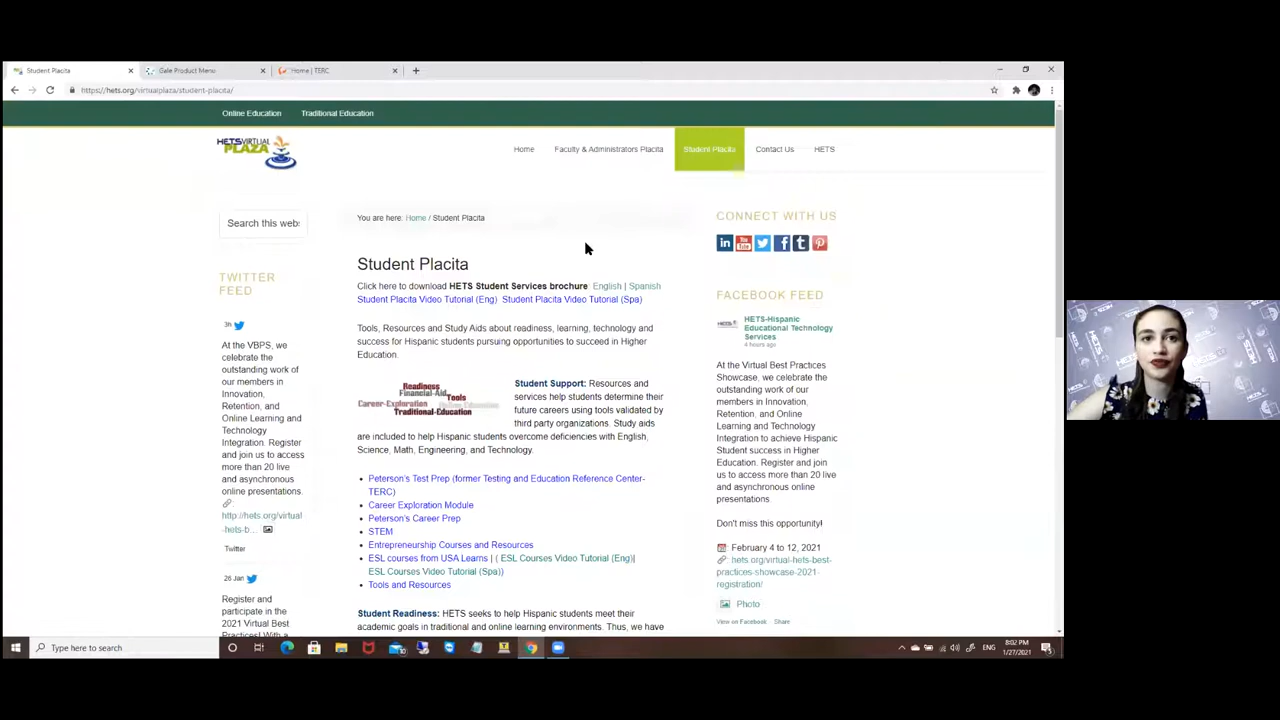 Student Placita
Gale Product Menu
Home | TERC
https://hets.org/virtualplaza/student-placita/
Online Education
Traditional Education
HETS VIRTUAL
PLAZA
Home
Faculty & Administrators Placita
Student Placita
Contact Us
HETS
Search this web:
TWITTER
FEED
3h
At the VBPS, we
celebrate the
outstanding work of
our members in
Innovation,
Retention, and
Online Learning and
Technology
Integration. Register
and join us to access
more than 20 live
and asynchronous
online presentations.
http://hets.org/virtual
-hets-b...
Twitter
26 Jan
Register and
participate in the
2021 Virtual Best
Practices! With a
You are here: Home / Student Placita
Student Placita
Click here to download HETS Student Services brochure English | Spanish
Student Placita Video Tutorial (Eng) Student Placita Video Tutorial (Spa)
Tools, Resources and Study Aids about readiness, learning, technology and
success for Hispanic students pursuing opportunities to succeed in Higher
Education.
Readiness
Financial-Aid
Tools
Career-Exploration
Online-Education
Traditional-Education
Student Support: Resources and
services help students determine their
future careers using tools validated by
third party organizations. Study aids
are included to help Hispanic students overcome deficiencies with English,
Science, Math, Engineering, and Technology.
Peterson's Test Prep (former Testing and Education Reference Center-
TERC)
Career Exploration Module
Peterson's Career Prep
STEM
Entrepreneurship Courses and Resources
ESL courses from USA Learns | ( ESL Courses Video Tutorial (Eng)|
ESL Courses Video Tutorial (Spa))
Tools and Resources
Student Readiness: HETS seeks to help Hispanic students meet their
academic goals in traditional and online learning environments. Thus, we have
CONNECT WITH US
FACEBOOK FEED
HETS-Hispanic
Educational Technology
Services
4 hours ago
At the Virtual Best Practices
Showcase, we celebrate the
outstanding work of our
members in Innovation,
Retention, and Online
Learning and Technology
Integration to achieve Hispanic
Student success in Higher
Education. Register and join
us to access more than 20 live
and asynchronous online
presentations.
Don't miss this opportunity!
February 4 to 12, 2021
hets.org/virtual-hets-best-
practices-showcase-2021-
registration/
Photo
View on Facebook
Share
Type here to search
ENG
8:02 PM
1/27/2021